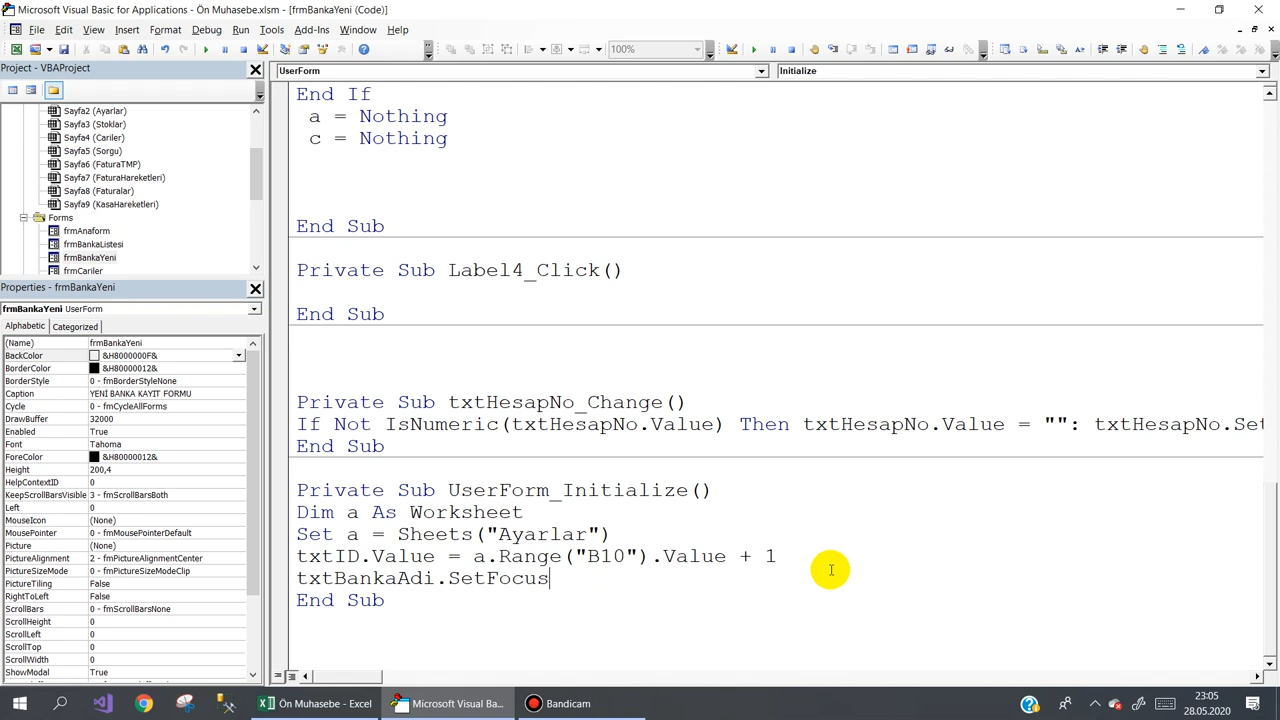 Microsoft Visual Basic for Applications - Ön Muhasebe.xlsm - [frmBankaYeni (Code)]
File Edit View Insert Format Debug Run Tools Add-Ins Window Help
100%
Project - VBAProject
UserForm
Initialize
Sayfa2 (Ayarlar)
Sayfa3 (Stoklar)
Sayfa4 (Cariler)
Sayfa5 (Sorgu)
Sayfa6 (FaturaTMP)
Sayfa7 (FaturaHareketleri)
Sayfa8 (Faturalar)
Sayfa9 (KasaHareketleri)
Forms
frmAnaform
frmBankaListesi
frmBankaYeni
frmCariler
Properties - frmBankaYeni
frmBankaYeni UserForm
Alphabetic Categorized
(Name) frmBankaYeni
BackColor &H8000000F&
BorderColor &H80000012&
BorderStyle 0 - fmBorderStyleNone
Caption YENİ BANKA KAYIT FORMU
Cycle 0 - fmCycleAllForms
DrawBuffer 32000
Enabled True
Font Tahoma
ForeColor &H80000012&
Height 200,4
HelpContextID 0
KeepScrollBarsVisible 3 - fmScrollBarsBoth
Left 0
MouseIcon (None)
MousePointer 0 - fmMousePointerDefault
Picture (None)
PictureAlignment 2 - fmPictureAlignmentCenter
PictureSizeMode 0 - fmPictureSizeModeClip
PictureTiling False
RightToLeft False
ScrollBars 0 - fmScrollBarsNone
ScrollHeight 0
ScrollLeft 0
ScrollTop 0
ScrollWidth 0
ShowModal True
End If
a = Nothing
c = Nothing
End Sub
Private Sub Label4_Click()
End Sub
Private Sub txtHesapNo_Change()
If Not IsNumeric(txtHesapNo.Value) Then txtHesapNo.Value = "": txtHesapNo.Set
End Sub
Private Sub UserForm_Initialize()
Dim a As Worksheet
Set a = Sheets("Ayarlar")
txtID.Value = a.Range("B10").Value + 1
txtBankaAdi.SetFocus
End Sub
Ön Muhasebe - Excel
Microsoft Visual Ba...
Bandicam
23:05
28.05.2020